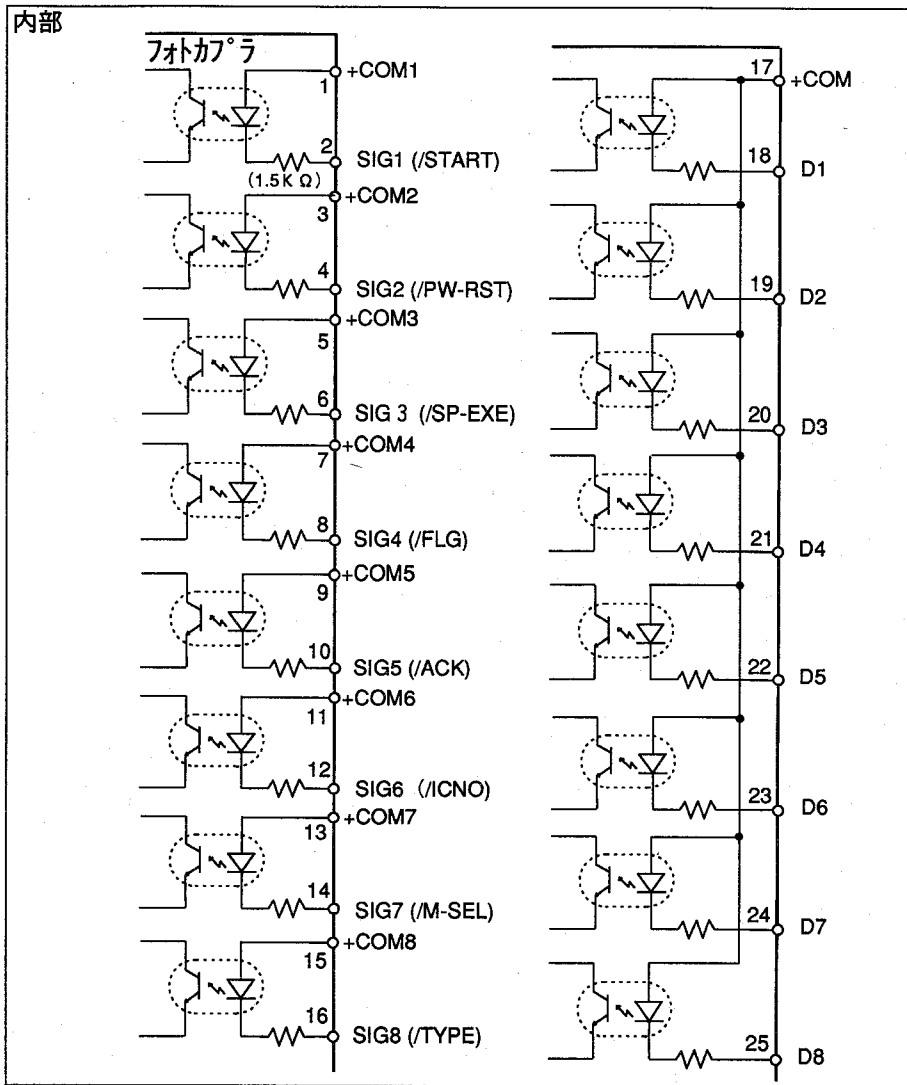 内部
フォトカプラ
+COM1
1
2
SIG1 (/START)
(1.5K Ω)
+COM2
3
4
SIG2 (/PW-RST)
+COM3
5
6
SIG 3 (/SP-EXE)
+COM4
7
8
SIG4 (/FLG)
+COM5
9
10
SIG5 (/ACK)
+COM6
11
12
SIG6 (/ICNO)
+COM7
13
14
SIG7 (/M-SEL)
+COM8
15
16
SIG8 (/TYPE)
17
+COM
18
D1
19
D2
20
D3
21
D4
22
D5
23
D6
24
D7
25
D8